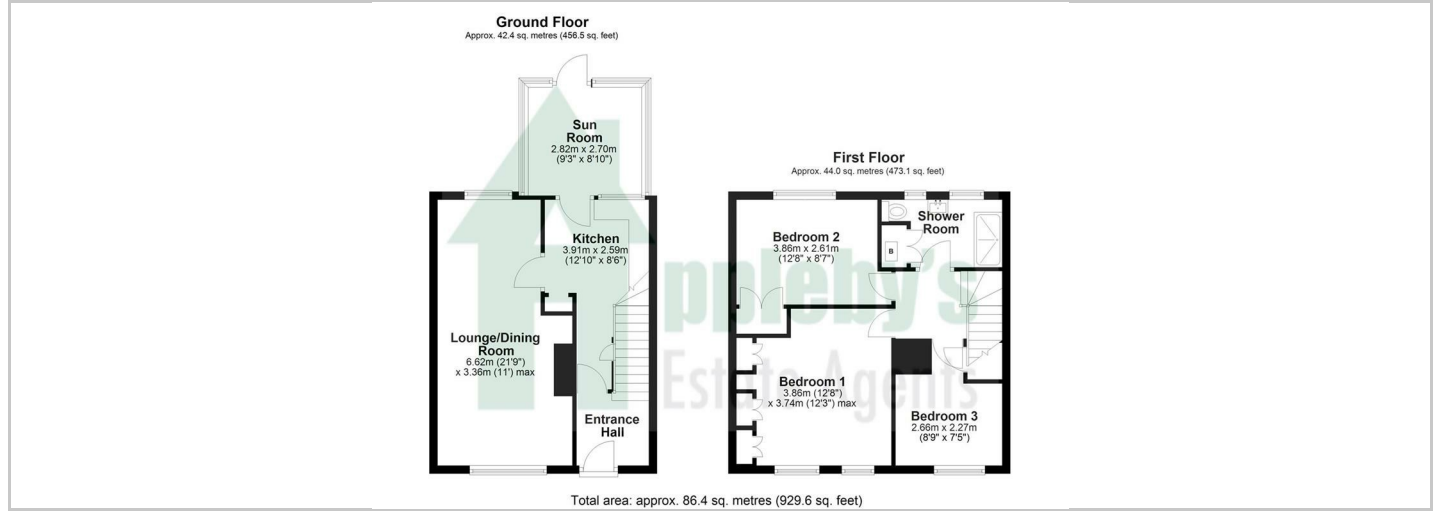 Ground Floor
Approx. 42.4 sq. metres (456.5 sq. feet)
Sun
Room
2.82m x 2.70m
(9'3" x 8'10")
Kitchen
3.91m x 2.59m
(12'10" x 8'6")
Lounge/Dining
Room
6.62m (21'9")
x 3.36m (11') max
Entrance
Hall
First Floor
Approx. 44.0 sq. metres (473.1 sq. feet)
Shower
Room
B
Bedroom 2
3.86m x 2.61m
(12'8" x 8'7")
Bedroom 1
3.86m (12'8")
x 3.74m (12'3") max
Bedroom 3
2.66m x 2.27m
(8'9" x 7'5")
ppleby's
Estate Agents
Total area: approx. 86.4 sq. metres (929.6 sq. feet)